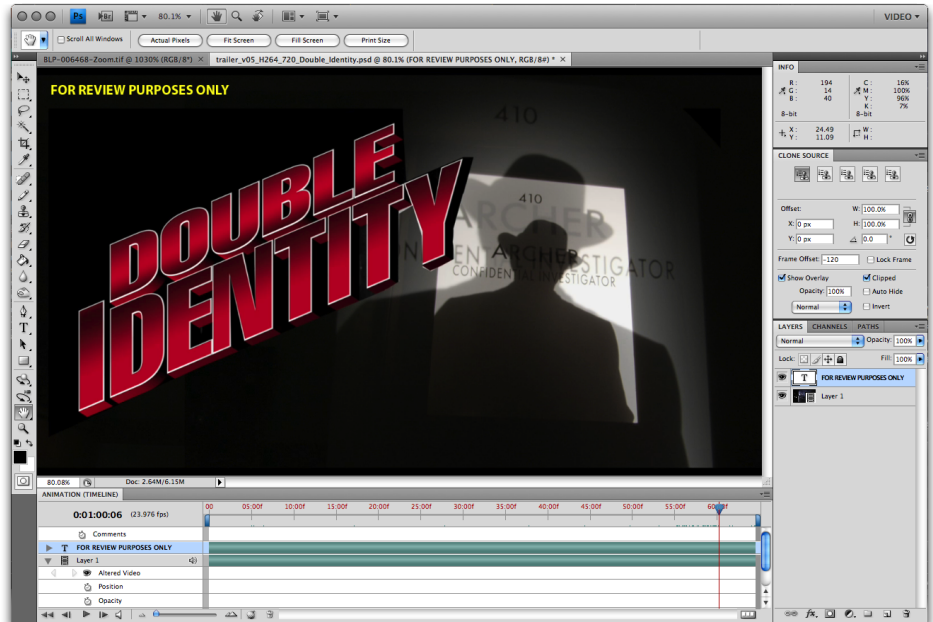 Ps
Br
80.1%
VIDEO
Scroll All Windows
Actual Pixels
Fit Screen
Fill Screen
Print Size
BLP-006468-Zoom.tif @ 1030% (RGB/8*) ×
trailer_v05_H264_720_Double_Identity.psd @ 80.1% (FOR REVIEW PURPOSES ONLY, RGB/8#) * ×
FOR REVIEW PURPOSES ONLY
DOUBLE
IDENTITY
410
ARCHER
410
ARCHER
CONFIDENTIAL INVESTIGATOR
80.08%
Doc: 2.64M/6.15M
INFO
R: 194 C: 16%
G: 14 M: 100%
B: 40 Y: 96%
K: 7%
8-bit 8-bit
X: 24.49 W:
Y: 11.09 H:
CLONE SOURCE
Offset: W: 100.0%
X: 0 px H: 100.0%
Y: 0 px 0.0 °
Frame Offset: -120 Lock Frame
Show Overlay Clipped
Opacity: 100% Auto Hide
Normal Invert
LAYERS CHANNELS PATHS
Normal Opacity: 100%
Lock: Fill: 100%
T FOR REVIEW PURPOSES ONLY
Layer 1
ANIMATION (TIMELINE)
0:01:00:06 (23.976 fps)
00 05:00f 10:00f 15:00f 20:00f 25:00f 30:00f 35:00f 40:00f 45:00f 50:00f 55:00f
Comments
T FOR REVIEW PURPOSES ONLY
Layer 1
Altered Video
Position
Opacity
fx.